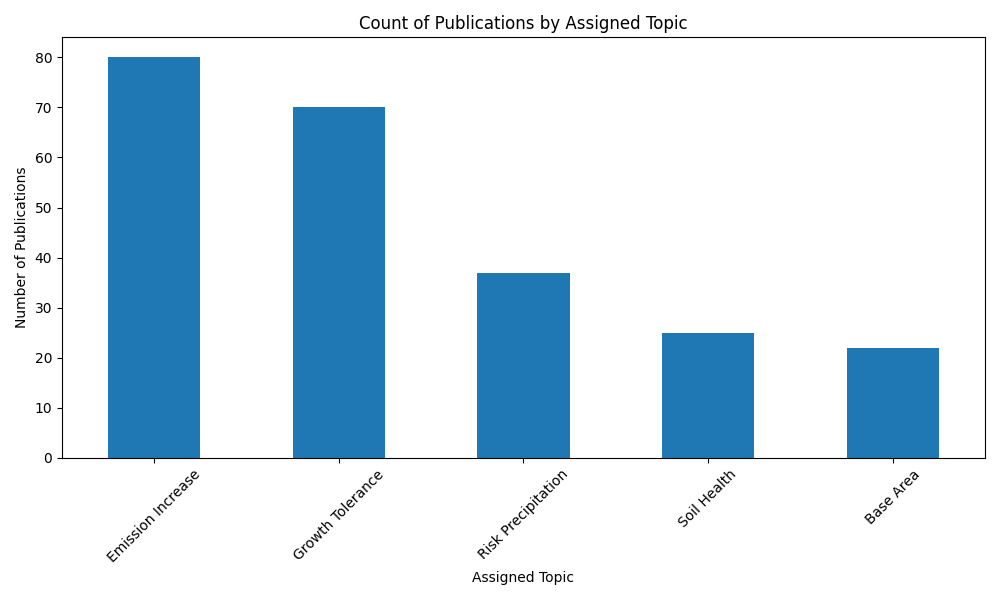 Count of Publications by Assigned Topic
Number of Publications
80
70
60
50
40
30
20
10
0
Emission Increase
Growth Tolerance
Risk Precipitation
Soil Health
Base Area
Assigned Topic